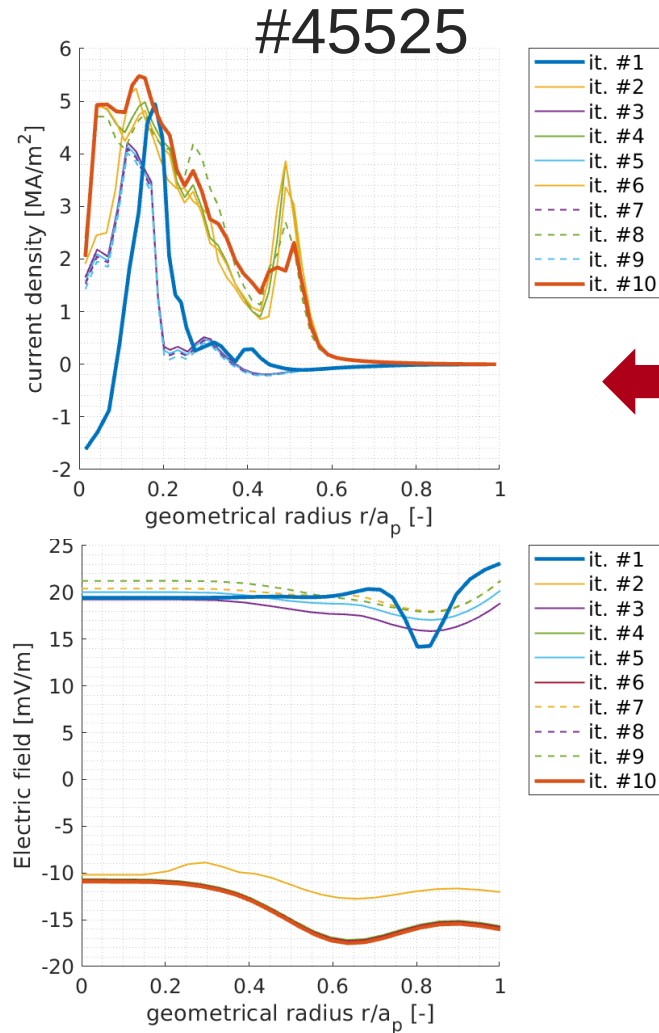 #45525
6
5
4
3
2
1
0
-1
-2
current density [MA/m²]
0
0.2
0.4
0.6
0.8
1
geometrical radius r/aₚ [-]
it. #1
it. #2
it. #3
it. #4
it. #5
it. #6
it. #7
it. #8
it. #9
it. #10
25
20
15
10
5
0
-5
-10
-15
-20
Electric field [mV/m]
0
0.2
0.4
0.6
0.8
1
geometrical radius r/aₚ [-]
it. #1
it. #2
it. #3
it. #4
it. #5
it. #6
it. #7
it. #8
it. #9
it. #10